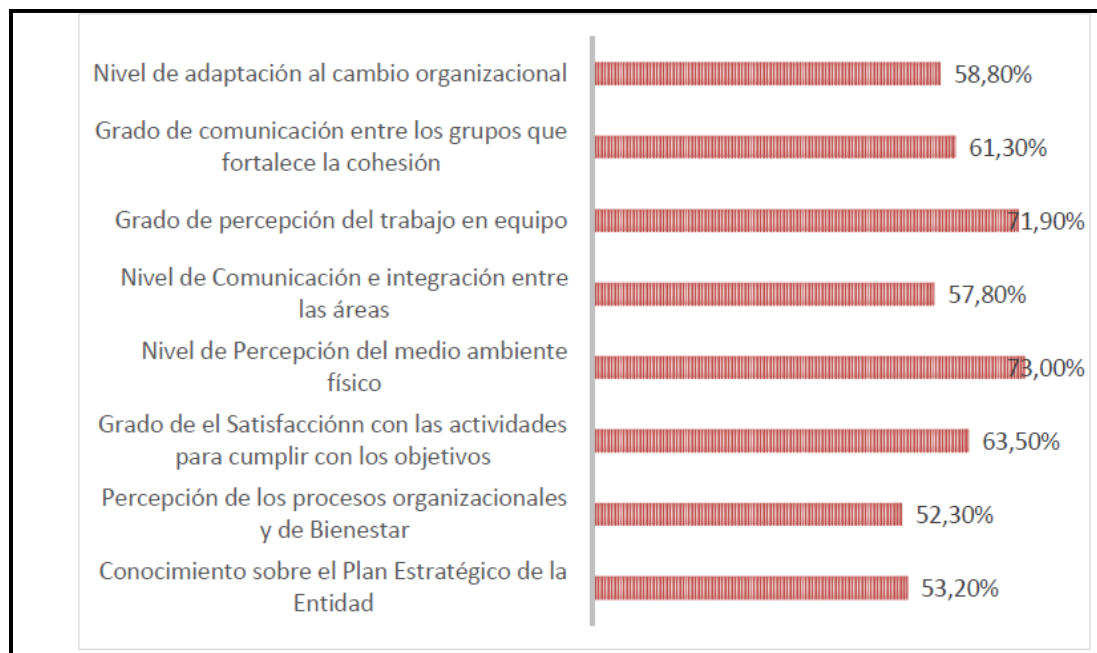 Nivel de adaptación al cambio organizacional
58,80%
Grado de comunicación entre los grupos que
fortalece la cohesión
61,30%
Grado de percepción del trabajo en equipo
71,90%
Nivel de Comunicación e integración entre
las áreas
57,80%
Nivel de Percepción del medio ambiente
físico
73,00%
Grado de el Satisfacciónn con las actividades
para cumplir con los objetivos
63,50%
Percepción de los procesos organizacionales
y de Bienestar
52,30%
Conocimiento sobre el Plan Estratégico de la
Entidad
53,20%